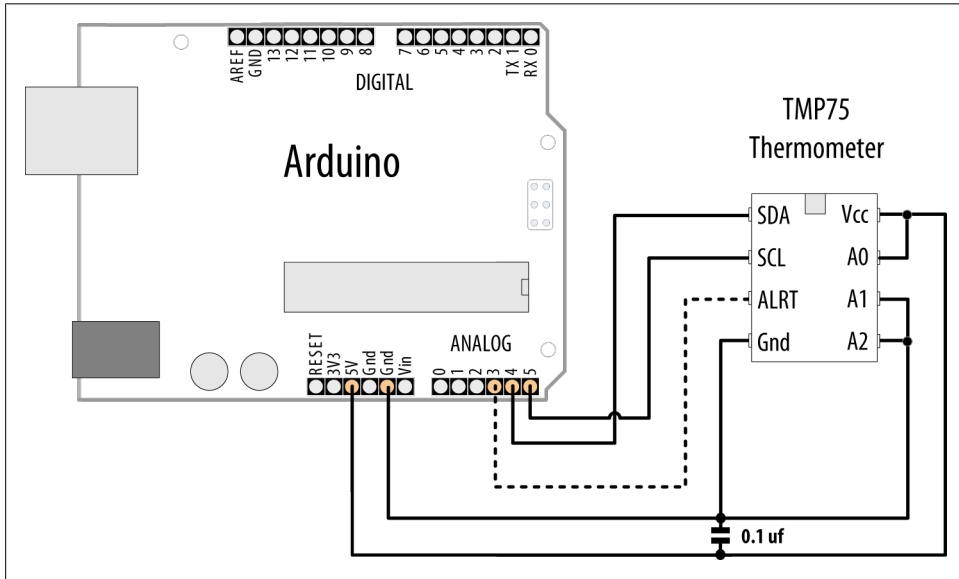 AREF GND 13 12 11 10 9 8 7 6 5 4 3 2 TX 1 RX 0
DIGITAL
Arduino
TMP75
Thermometer
SDA Vcc
SCL A0
ALRT A1
Gnd A2
ANALOG
RESET 3V3 5V Gnd Gnd Vin 0 1 2 3 4 5
0.1 uf